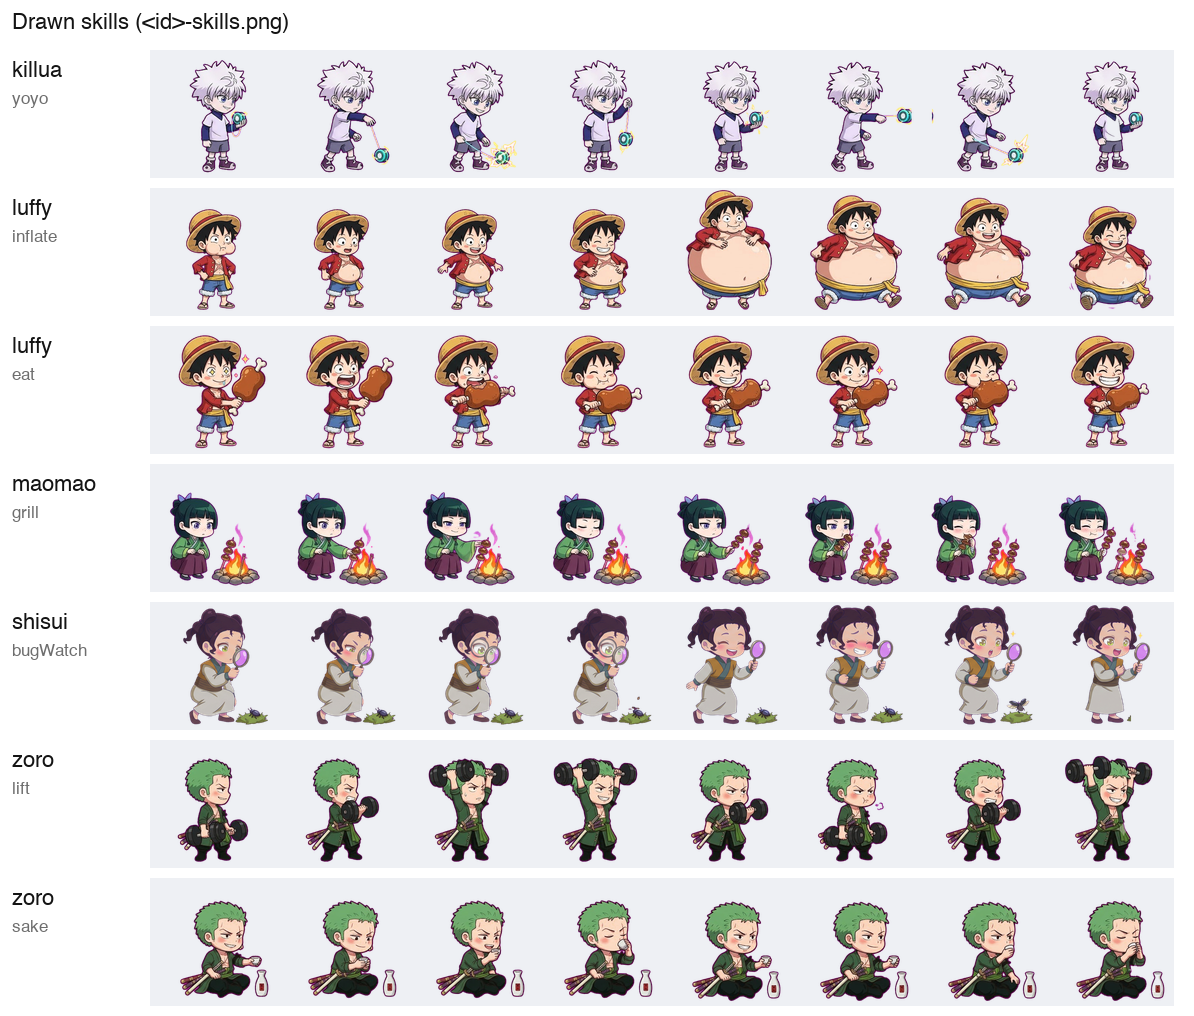 Drawn skills (<id>-skills.png)
killua
yoyo
luffy
inflate
luffy
eat
maomao
grill
shisui
bugWatch
zoro
lift
zoro
sake